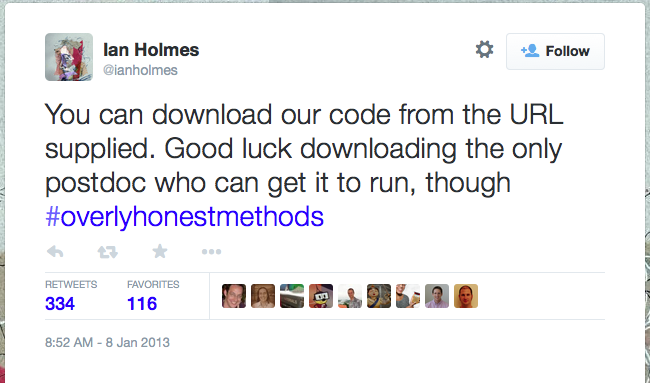 Ian Holmes
@ianholmes
Follow
You can download our code from the URL
supplied. Good luck downloading the only
postdoc who can get it to run, though
#overlyhonestmethods
RETWEETS
334
FAVORITES
116
8:52 AM - 8 Jan 2013